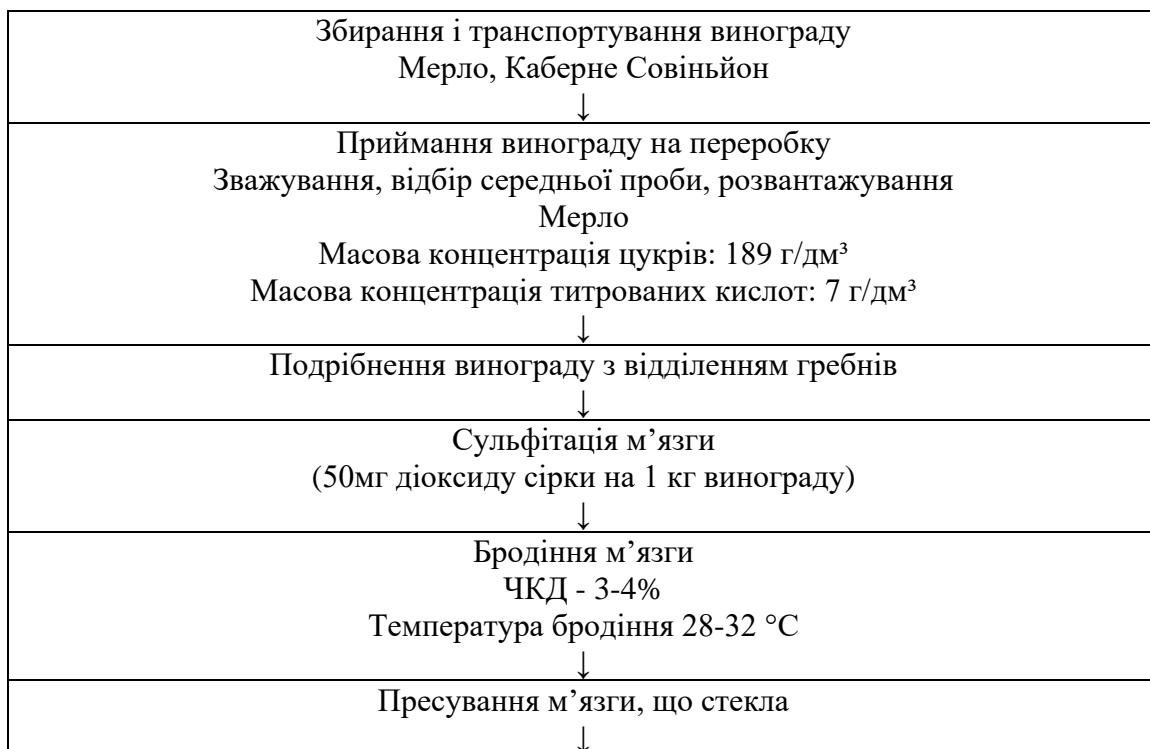 Збирання і транспортування винограду
Мерло, Каберне Совіньйон
↓
Приймання винограду на переробку
Зважування, відбір середньої проби, розвантажування
Мерло
Масова концентрація цукрів: 189 г/дм³
Масова концентрація титрованих кислот: 7 г/дм³
↓
Подрібнення винограду з відділенням гребнів
↓
Сульфітація м’язги
(50мг діоксиду сірки на 1 кг винограду)
↓
Бродіння м’язги
ЧКД - 3-4%
Температура бродіння 28-32 °С
↓
Пресування м’язги, що стекла
↓